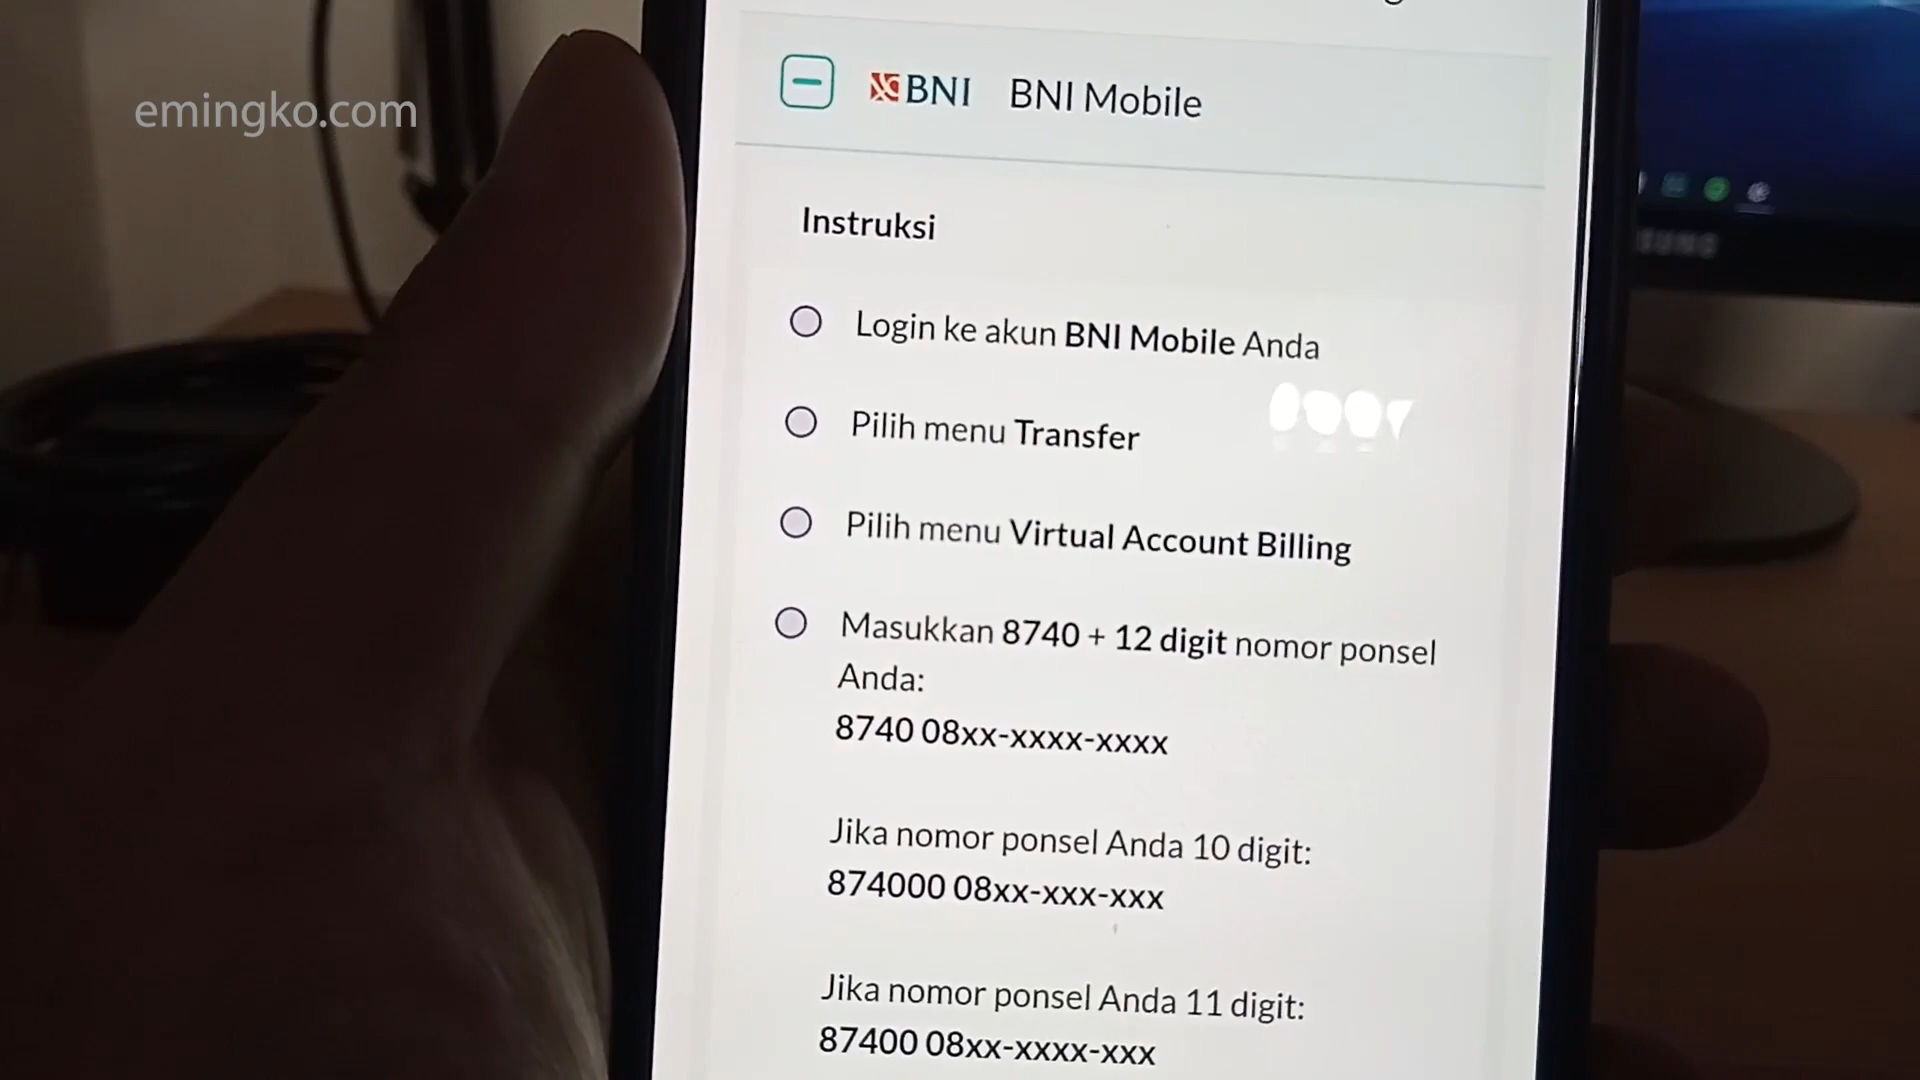 emingko.com
BNI BNI Mobile
Instruksi
Login ke akun BNI Mobile Anda
Pilih menu Transfer
Pilih menu Virtual Account Billing
Masukkan 8740 + 12 digit nomor ponsel
Anda:
8740 08xx-xxxx-xxxx
Jika nomor ponsel Anda 10 digit:
874000 08xx-xxx-xxx
Jika nomor ponsel Anda 11 digit:
87400 08xx-xxxx-xxx